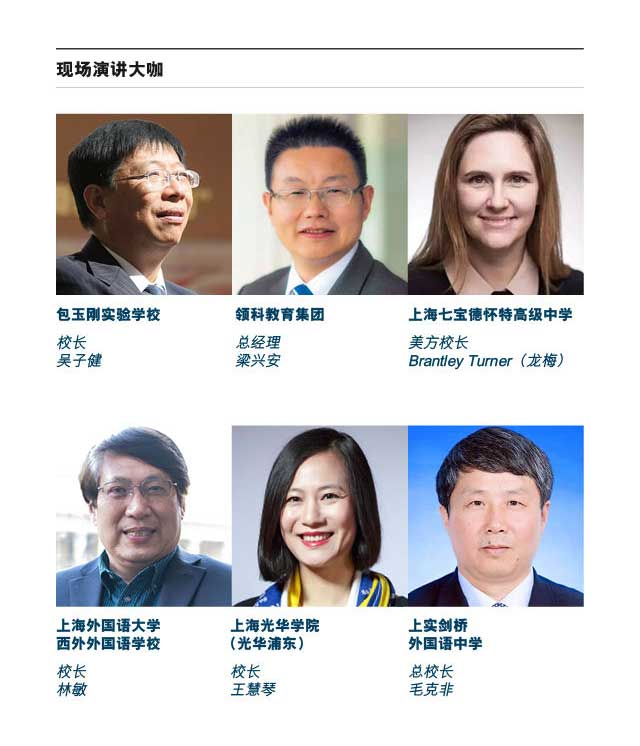 现场演讲大咖
包玉刚实验学校
校长
吴子健
领科教育集团
总经理
梁兴安
上海七宝德怀特高级中学
美方校长
Brantley Turner（龙梅）
上海外国语大学
西外外国语学校
校长
林敏
上海光华学院
（光华浦东）
校长
王慧琴
上实剑桥
外国语中学
总校长
毛克非